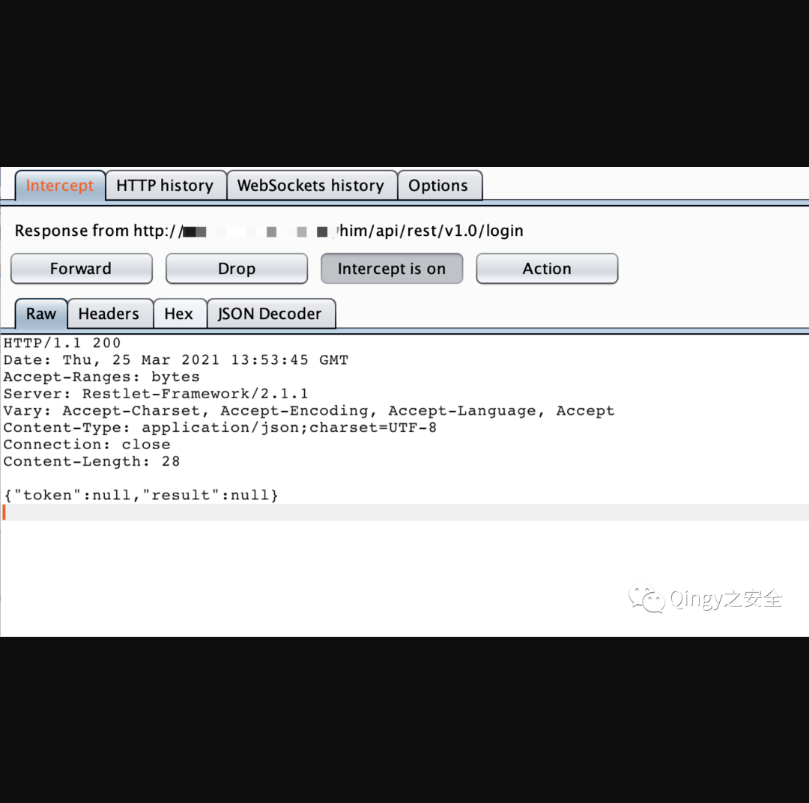 Intercept HTTP history WebSockets history Options
Response from http:// him/api/rest/v1.0/login
Forward Drop Intercept is on Action
Raw Headers Hex JSON Decoder
HTTP/1.1 200
Date: Thu, 25 Mar 2021 13:53:45 GMT
Accept-Ranges: bytes
Server: Restlet-Framework/2.1.1
Vary: Accept-Charset, Accept-Encoding, Accept-Language, Accept
Content-Type: application/json;charset=UTF-8
Connection: close
Content-Length: 28
{"token":null,"result":null}
Qingy之安全